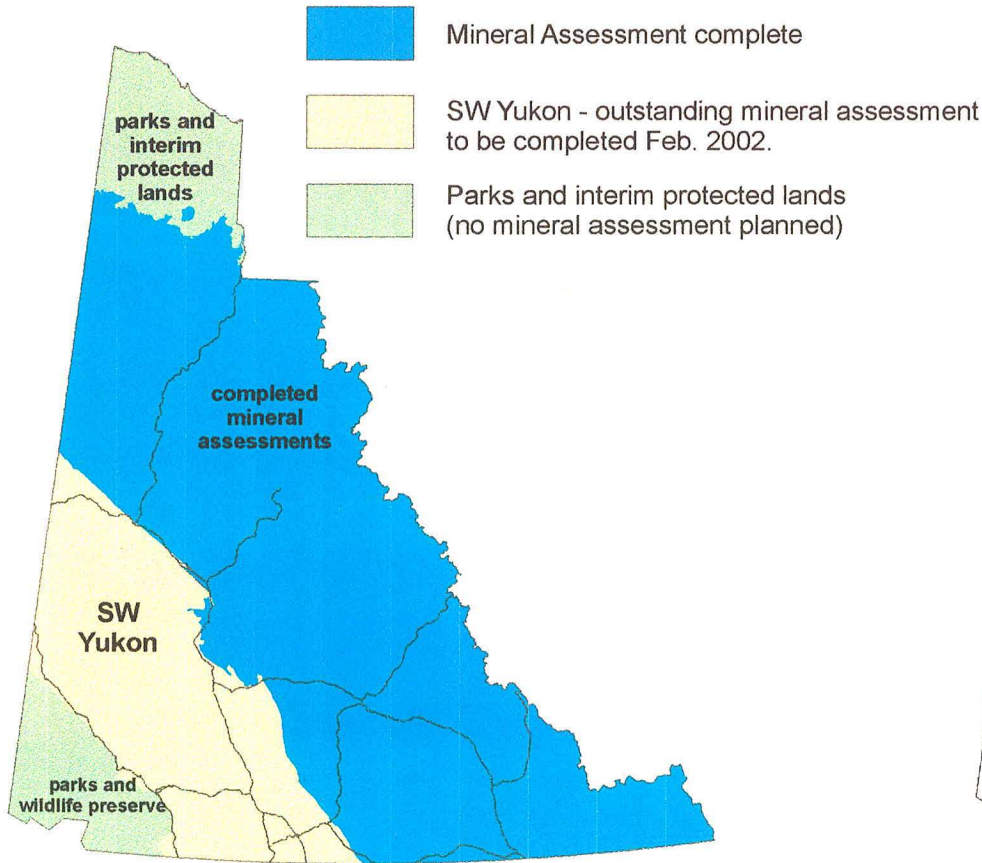 Mineral Assessment complete
SW Yukon - outstanding mineral assessment
to be completed Feb. 2002.
Parks and interim protected lands
(no mineral assessment planned)
parks and
interim
protected
lands
completed
mineral
assessments
SW
Yukon
parks and
wildlife preserve